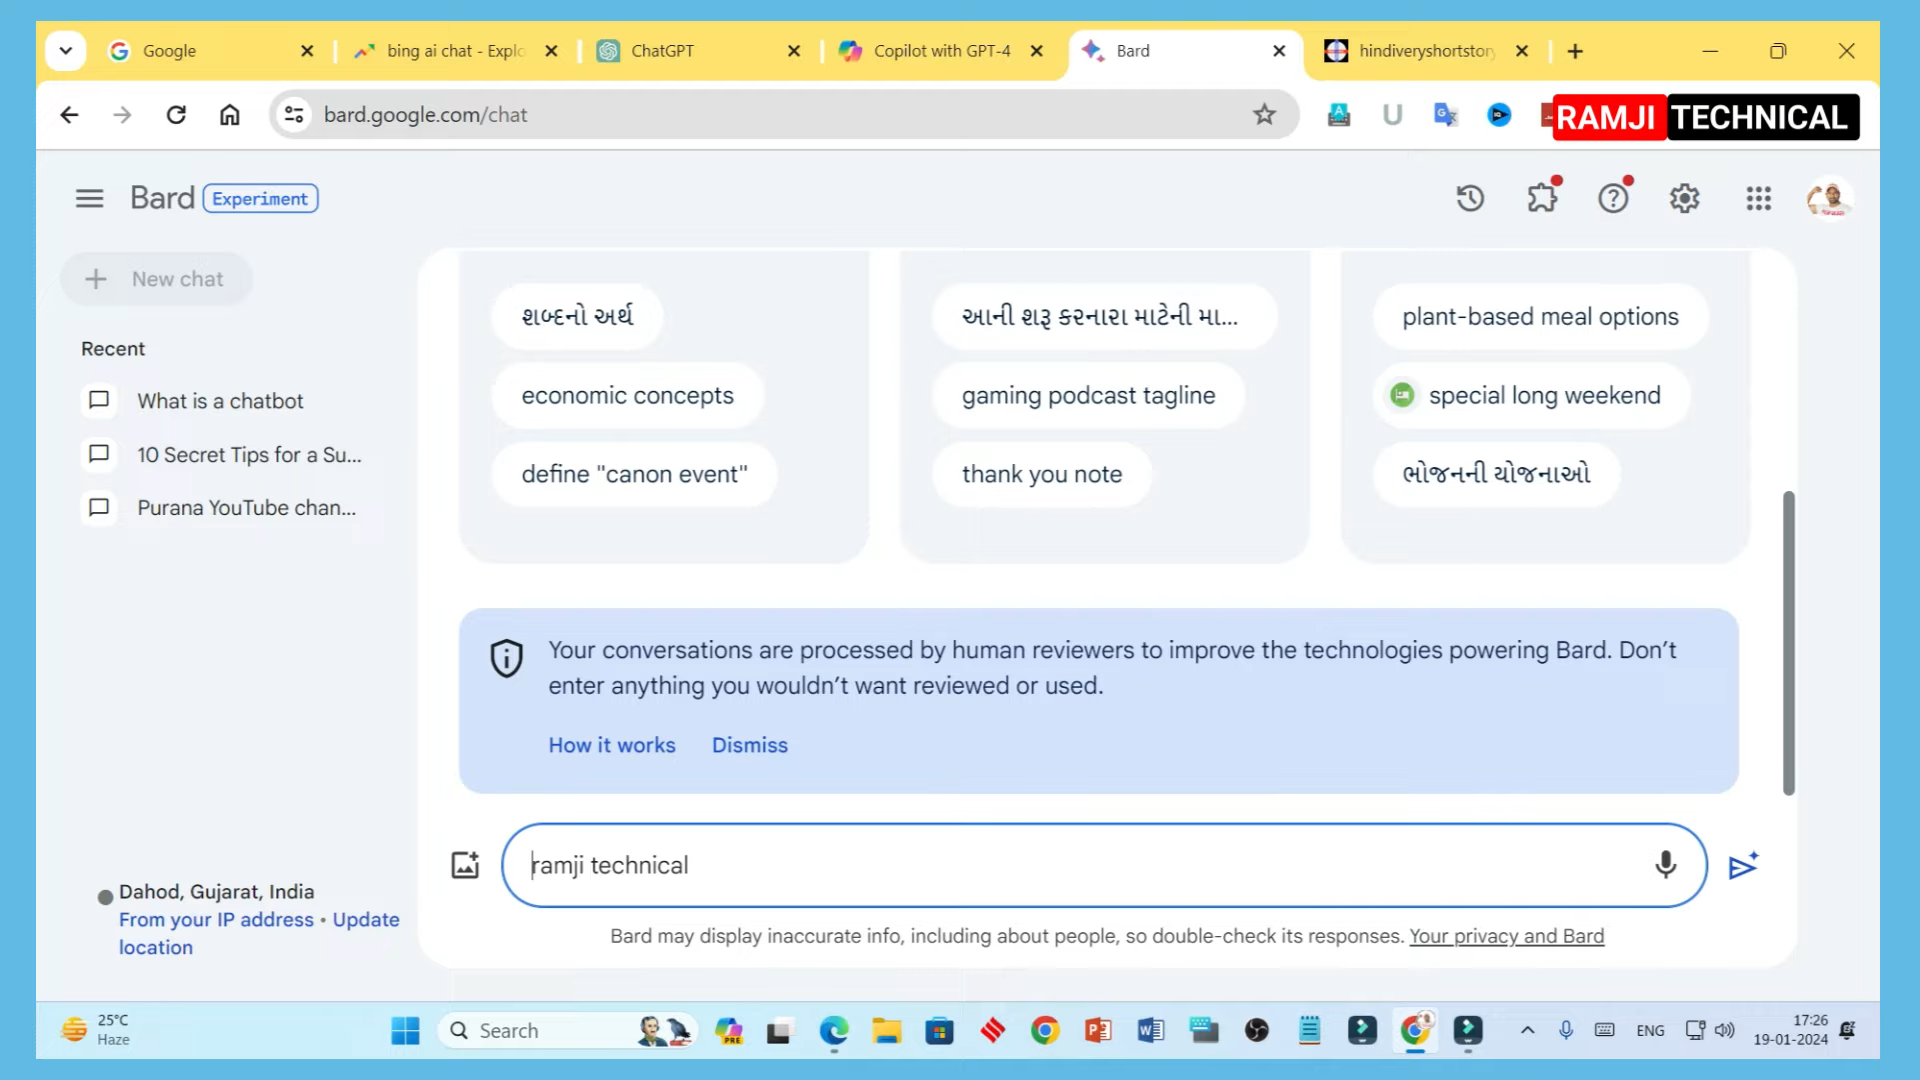 Google
bing ai chat - Explo
ChatGPT
Copilot with GPT-4
Bard
hindiveryshortstory
bard.google.com/chat
RAMJI TECHNICAL
Bard Experiment
New chat
Recent
What is a chatbot
10 Secret Tips for a Su...
Purana YouTube chan...
શબ્દનો અર્થ
economic concepts
define "canon event"
આની શરૂ કરનારા માટેની મા...
gaming podcast tagline
thank you note
plant-based meal options
special long weekend
ભોજનની યોજનાઓ
Your conversations are processed by human reviewers to improve the technologies powering Bard. Don’t
enter anything you wouldn’t want reviewed or used.
How it works Dismiss
ramji technical
Bard may display inaccurate info, including about people, so double-check its responses. Your privacy and Bard
Dahod, Gujarat, India
From your IP address • Update
location
25°C
Haze
Search
PRE
ENG
17:26
19-01-2024